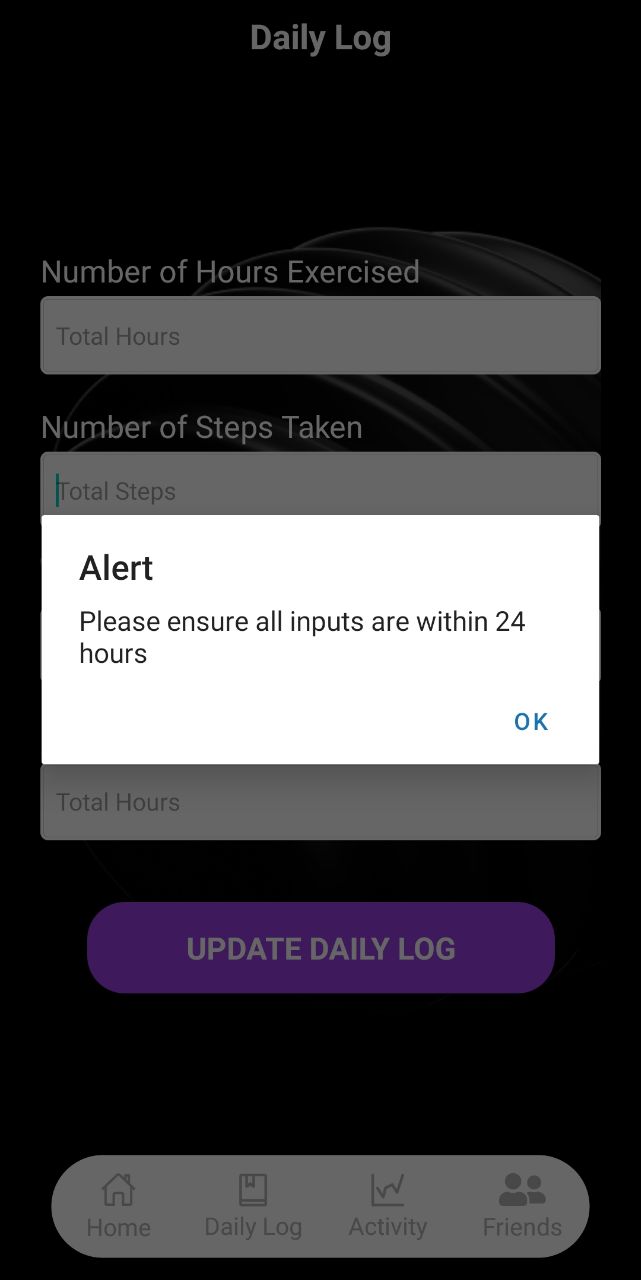 Daily Log
Number of Hours Exercised
Total Hours
Number of Steps Taken
Total Steps
Alert
Please ensure all inputs are within 24
hours
OK
Total Hours
UPDATE DAILY LOG
Home
Daily Log
Activity
Friends